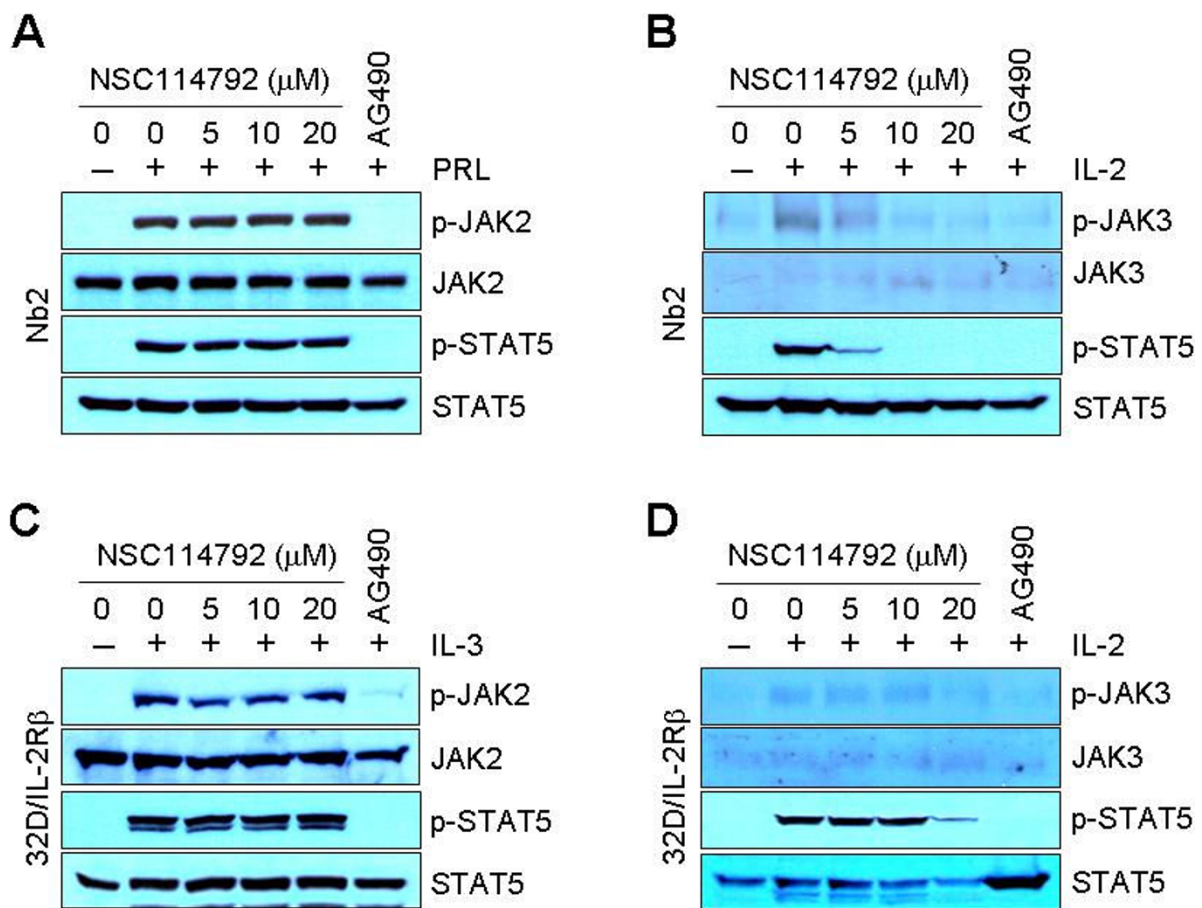 A
NSC114792 (μM)
AG490
0 0 5 10 20
– + + + + + PRL
Nb2
p-JAK2
JAK2
p-STAT5
STAT5
B
NSC114792 (μM)
AG490
0 0 5 10 20
– + + + + + IL-2
Nb2
p-JAK3
JAK3
p-STAT5
STAT5
C
NSC114792 (μM)
AG490
0 0 5 10 20
– + + + + + IL-3
32D/IL-2Rβ
p-JAK2
JAK2
p-STAT5
STAT5
D
NSC114792 (μM)
AG490
0 0 5 10 20
– + + + + + IL-2
32D/IL-2Rβ
p-JAK3
JAK3
p-STAT5
STAT5